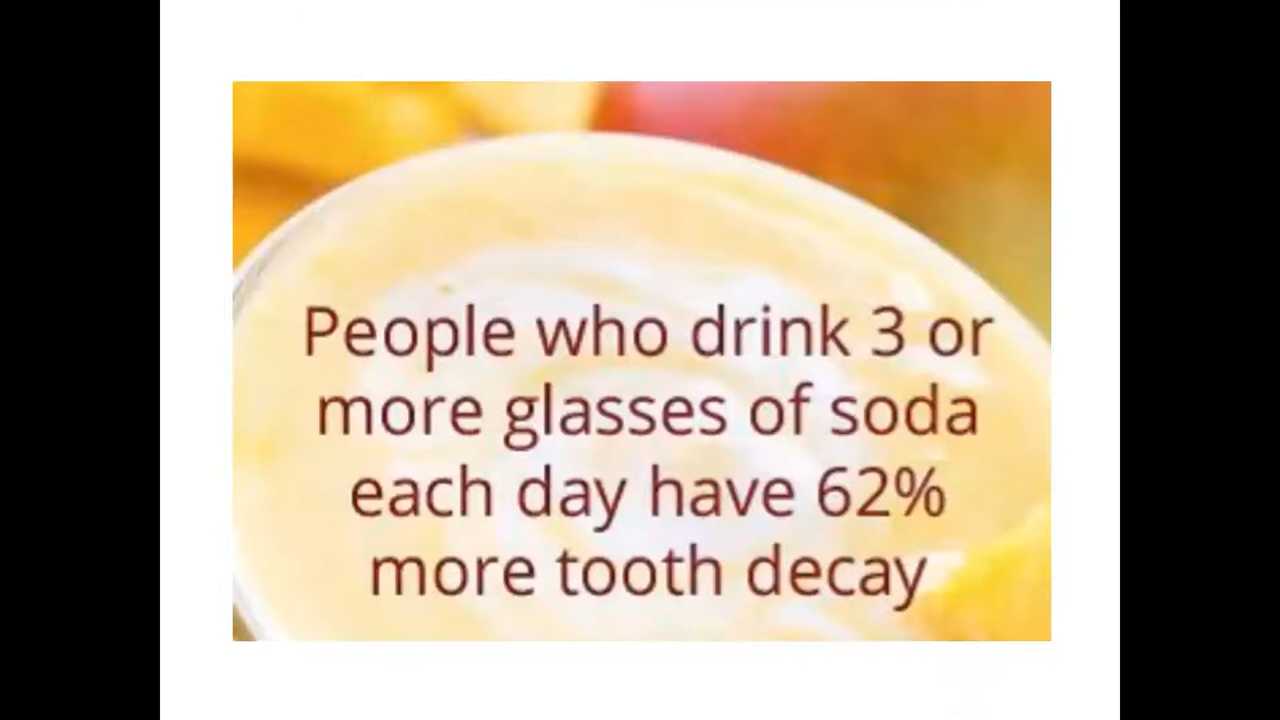 People who drink 3 or
more glasses of soda
each day have 62%
more tooth decay